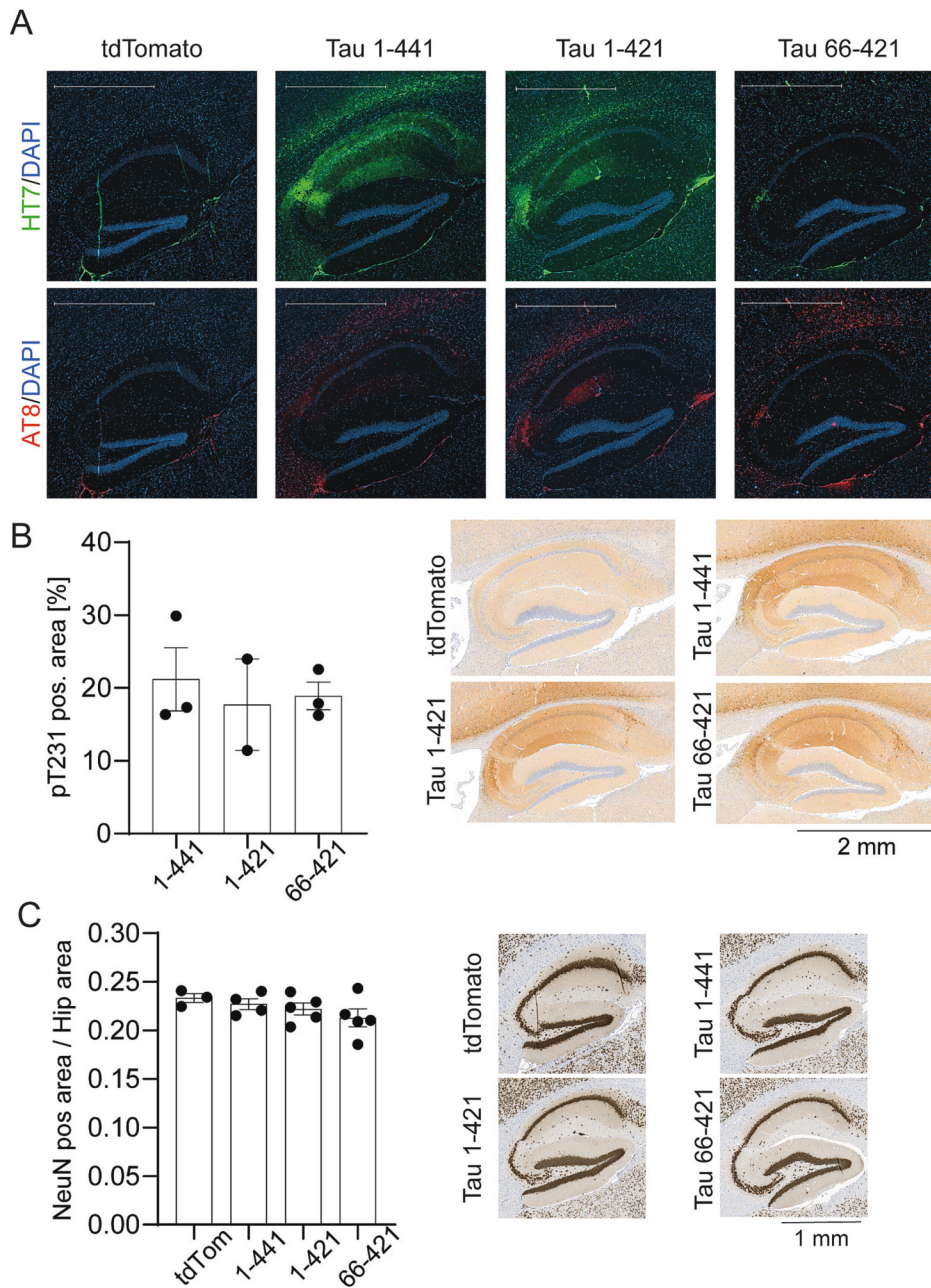 A
tdTomato
Tau 1-441
Tau 1-421
Tau 66-421
HT7/DAPI
AT8/DAPI
B
pT231 pos. area [%]
40
30
20
10
0
1-441
1-421
66-421
tdTomato
Tau 1-441
Tau 1-421
Tau 66-421
2 mm
C
NeuN pos area / Hip area
0.30
0.25
0.20
0.15
0.10
0.05
0.00
tdTom
1-441
1-421
66-421
tdTomato
Tau 1-441
Tau 1-421
Tau 66-421
1 mm